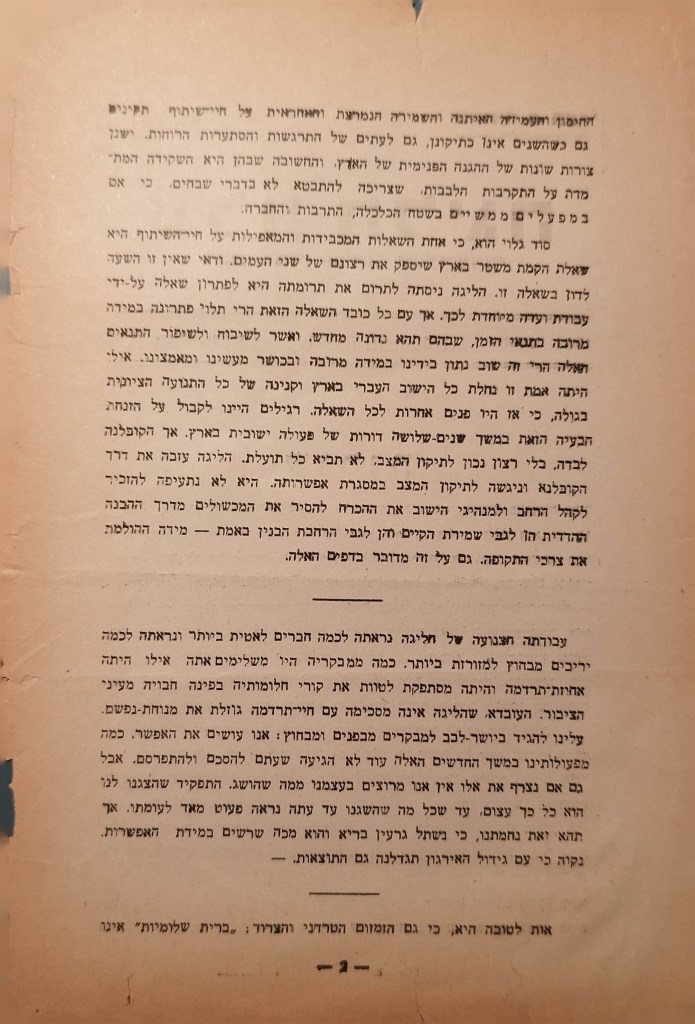 החימון והעמידה האיתנה והשמירה הנמרצת והאחראית על חיי־שיתוף תקינים
גם כשהשנים אינן כתיקונן, גם לעתים של התרגשות והסתערות הרוחות. ישנן
צורות שונות של ההגנה הפנימית של הארץ, והחשובה שבהן היא השקידה המת־
מדת על התקרבות הלבבות, שצריכה להתבטא לא בדברי שבחים, כי אם
במפעלים ממשיים בשטח הכלכלה, התרבות והחברה.
סוד גלוי הוא, כי אחת השאלות המכבידות והמאפילות על חיי־השיתוף היא
שאלת הקמת משטר בארץ שיספק את רצונם של שני העמים. ודאי שאין זו השעה
לדון בשאלה זו. הליגה ניסתה לתרום את תרומתה היא לפתרון שאלה על־ידי
עבודת ועדה מיוחדת לכך. אך עם כל כובד השאלה הזאת הרי תלוי פתרונה במידה
מרובה בתנאי הזמן, שבהם תהא נדונה מחדש. ואשר לשיבוח ולשיפור התנאים
האלה הרי זה שוב נתון בידינו במידה מרובה ובכושר מעשינו ומאמצינו. אילו
היתה אמת זו נחלת כל הישוב העברי בארץ וקנינה של כל התנועה הציונית
בגולה, כי אז היו פנים אחרות לכל השאלה. רגילים היינו לקבול על הזנחת
הבעיה הזאת במשך שנים-שלושה דורות של פעולה ישובית בארץ. אך הקובלנה
לבדה. בלי רצון נכון לתיקון המצב, לא תביא כל תועלת. הליגה עזבה את דרך
הקובלנא וניגשה לתיקון המצב במסגרת אפשרותה. היא לא נתעיפה להזכיר
לקהל הרחב ולמנהיגי הישוב את ההכרח להסיר את המכשולים מדרך ההבנה
ההדדית הן לגבי שמירת הקיים והן לגבי הרחבת הבנין באמת — מידה ההולמת
את צרכי התקופה. גם על זה מדובר בדפים האלה.
עבודתה הצנועה של הליגה נראתה לכמה חברים לאטית ביותר ונראתה לכמה
יריבים מבחוץ למזורזת ביותר. כמה ממבקריה היו משלימים אתה אילו היתה
אחיזת־תרדמה והיתה מסתפקת לטוות את קורי חלומותיה בפינה חבויה מעיני
הציבור. העובדא, שהליגה אינה מסכימה עם חיי־תרדמה גוזלת את מנוחת-נפשם.
עלינו להגיד ביושר-לבב למבקרים מבפנים ומבחוץ: אנו עושים את האפשר. כמה
מפעולותינו במשך החדשים האלה עוד לא הגיעה שעתם להסכם ולהתפרסם. אבל
גם אם נצרף את אלו אין אנו מרוצים בעצמנו ממה שהושג. התפקיד שהצגנו לנו
הוא כל כך עצום, עד שכל מה שהשגנו עד עתה נראה פעוט מאד לעומתו. אך
תהא זאת נחמתנו, כי נשתל גרעין בריא והוא מכה שרשים במידת האפשרות.
נקוה כי עם גידול האירגון תגדלנה גם התוצאות. —
אות לטובה היא, כי גם הזמזום הטרדני והצרוד: „ברית שלומיות" אינו
— 2 —